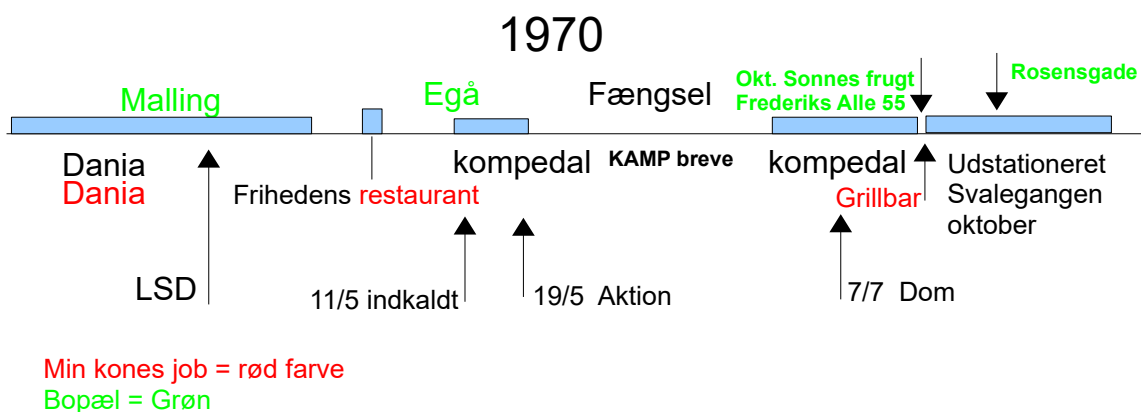 1970
Malling
Egå
Fængsel
Okt. Sonnes frugt
Frederiks Alle 55
Rosensgade
Dania
Dania
Frihedens restaurant
kompedal
KAMP breve
kompedal
Grillbar
Udstationeret
Svalegangen
oktober
LSD
11/5 indkaldt
19/5 Aktion
7/7 Dom
Min kones job = rød farve
Bopæl = Grøn